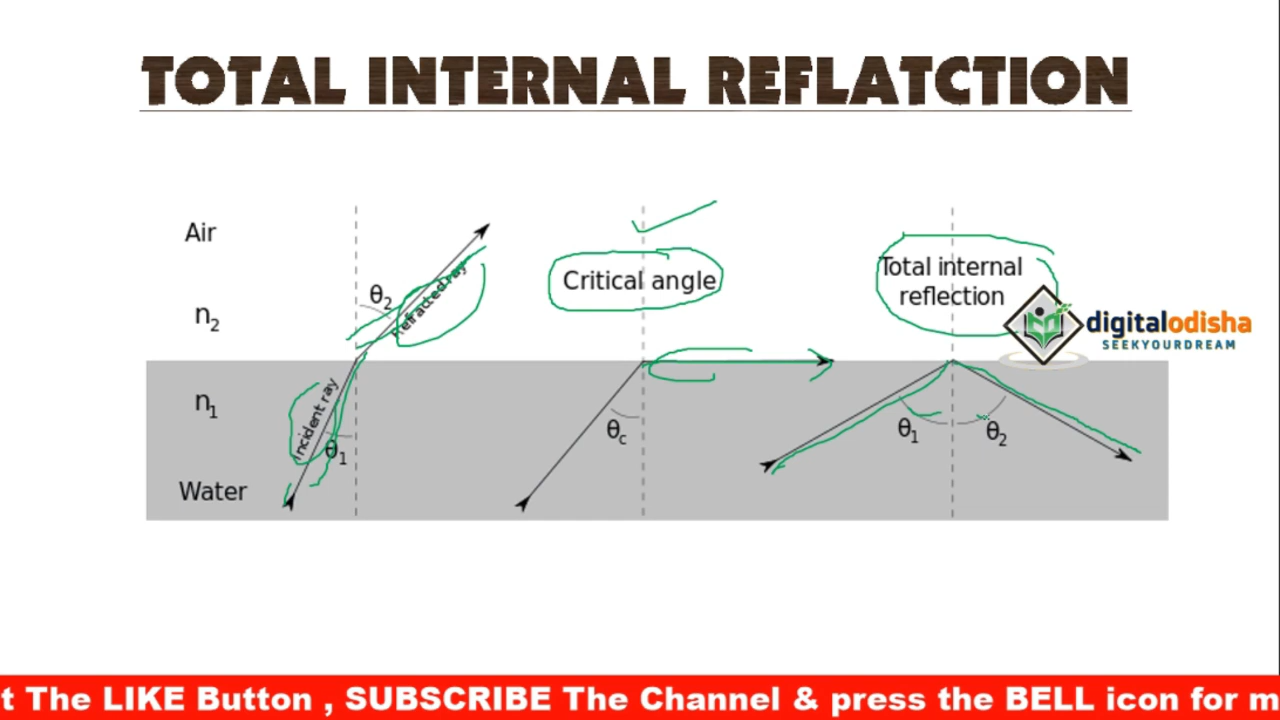 TOTAL INTERNAL REFLATCTION
Air
n2
n1
Water
θ2
Refracted ray
Incident ray
θ1
Critical angle
θc
Total internal
reflection
θ1
θ2
digitalodisha
SEEKYOURDREAM
t The LIKE Button , SUBSCRIBE The Channel & press the BELL icon for m